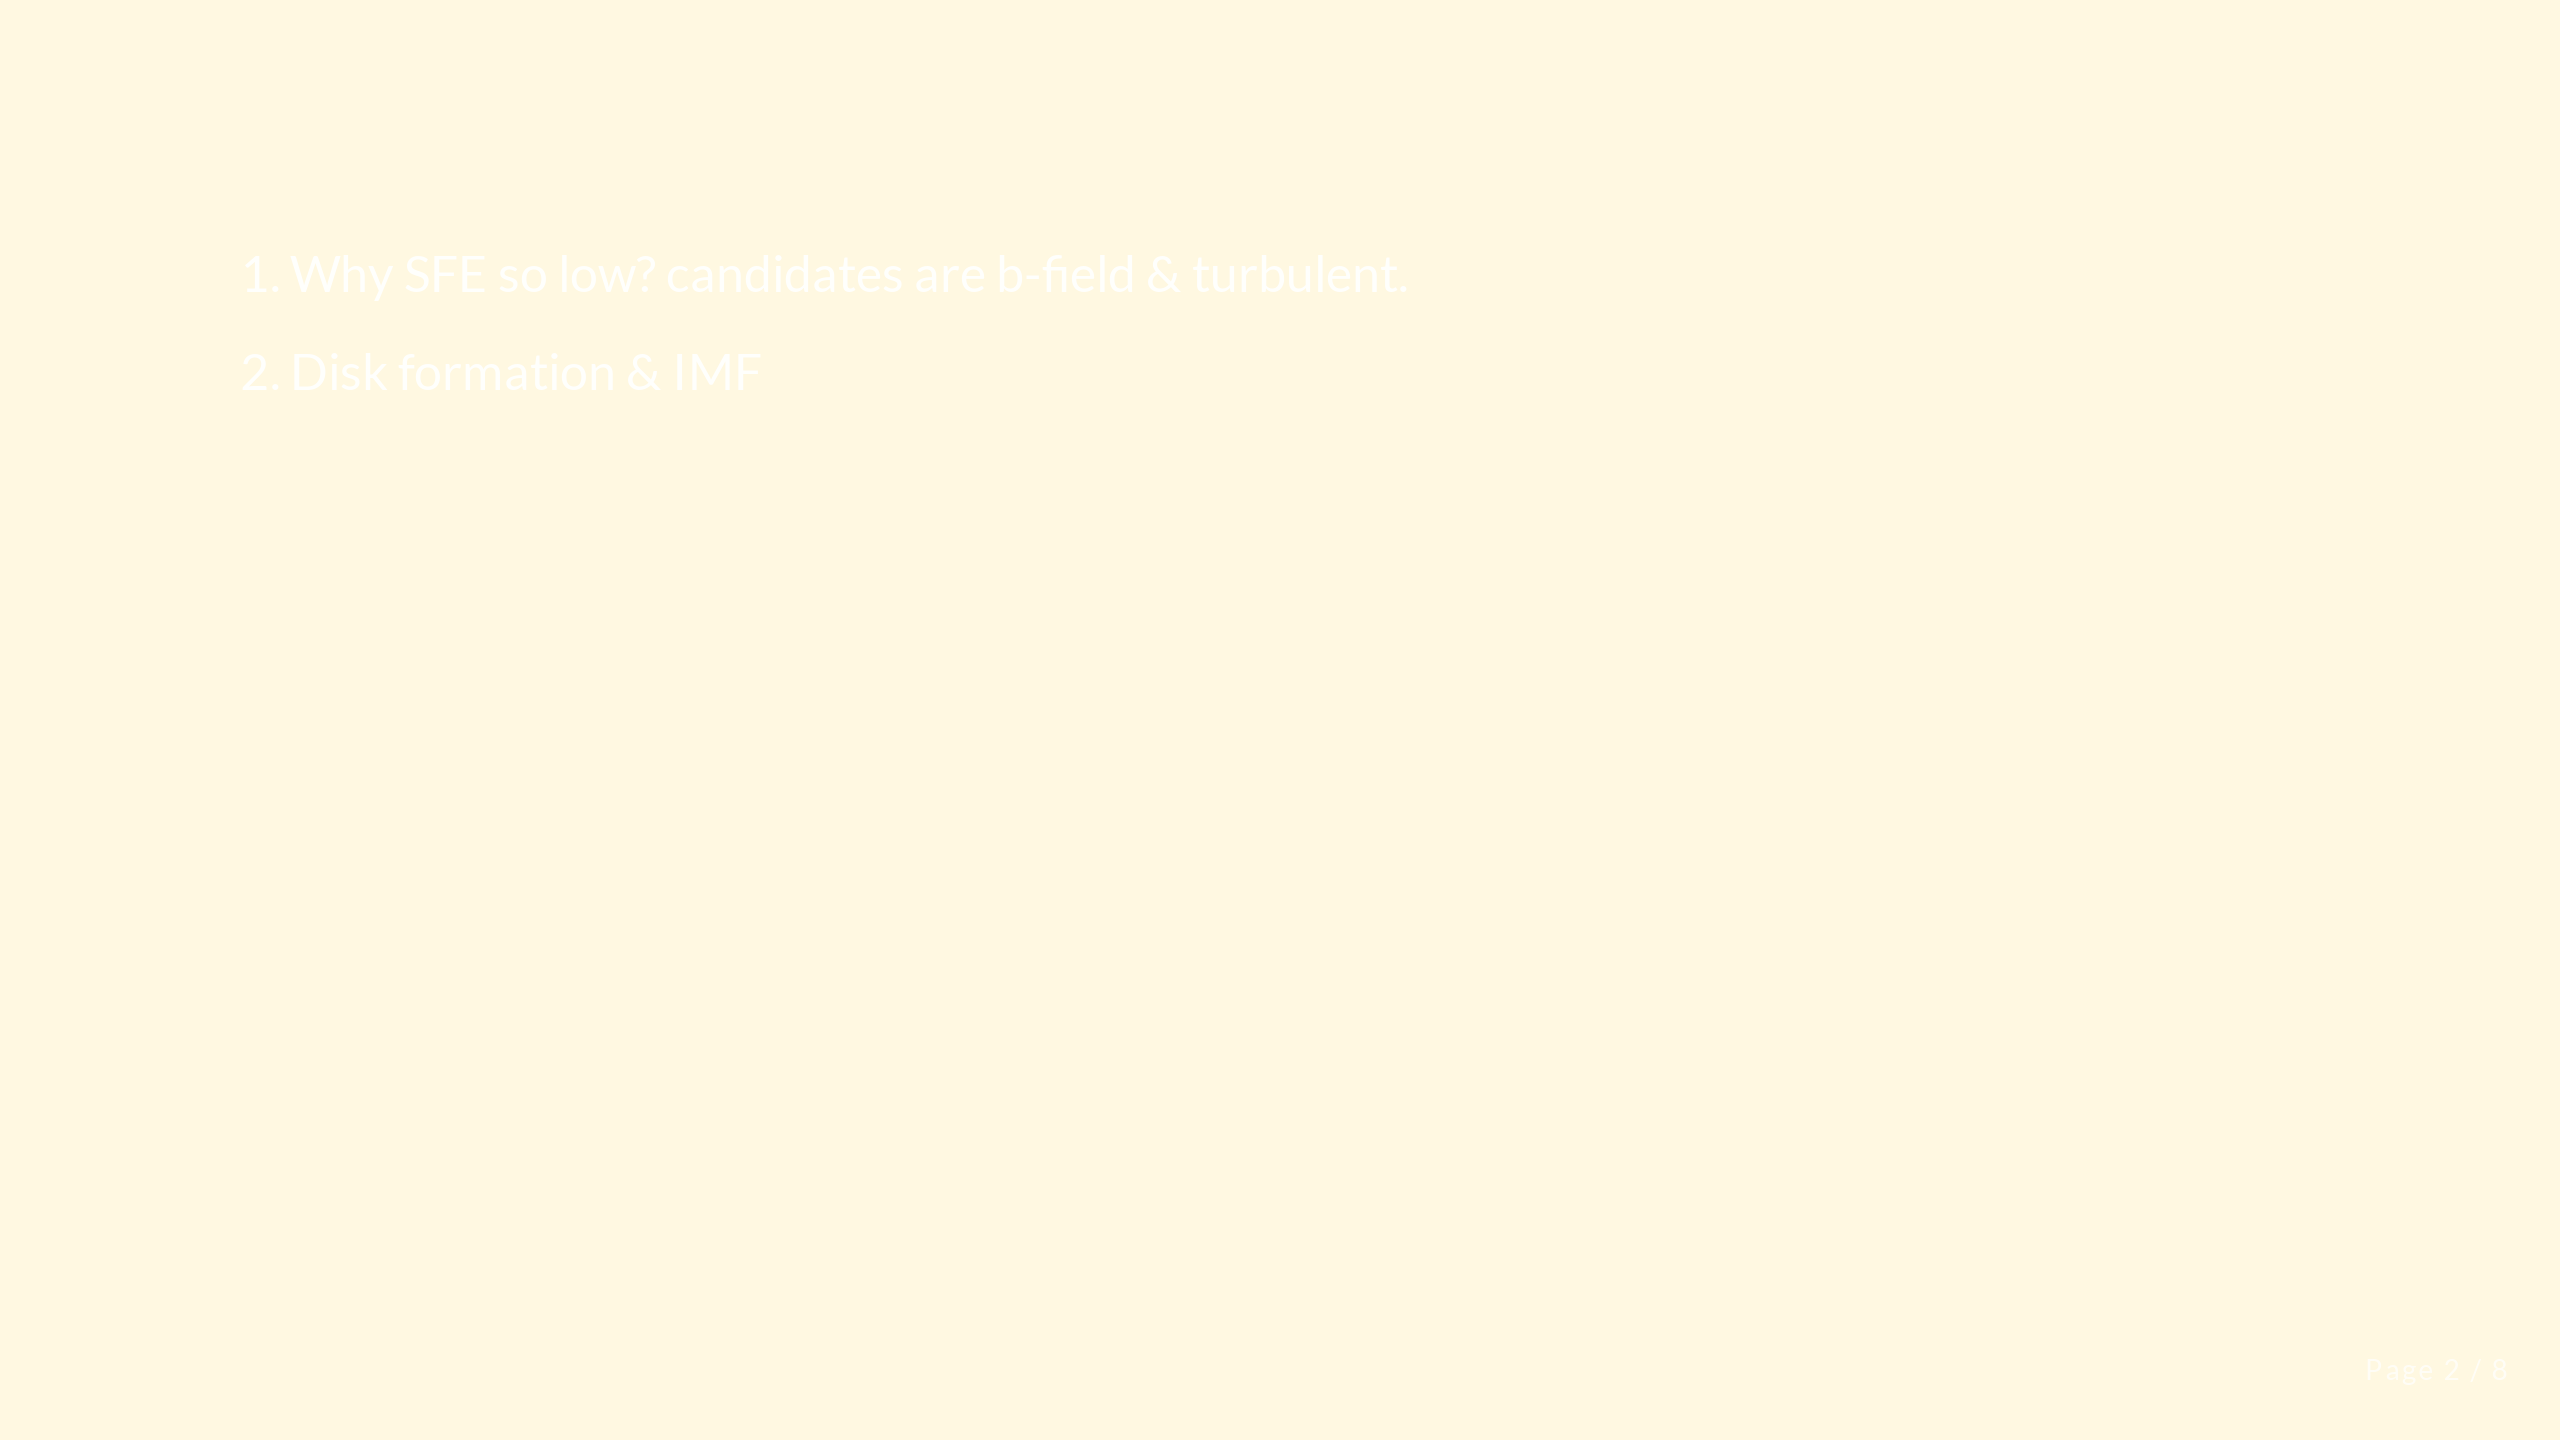 1. Why SFE so low? candidates are b-field & turbulent.
2. Disk formation & IMF
Page 2 / 8